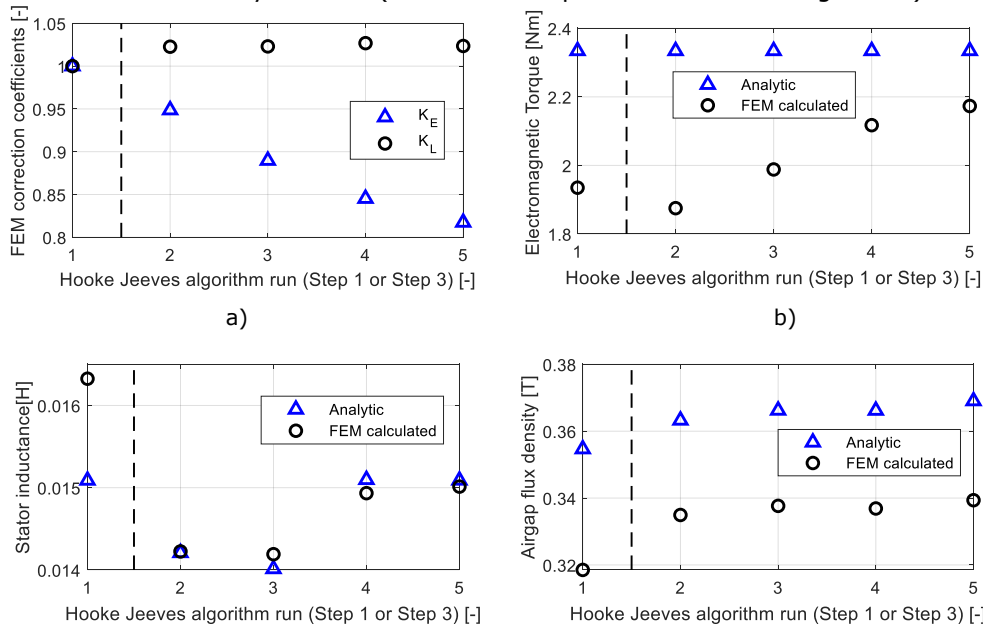 FEM correction coefficients [-]
1.05
1
0.95
0.9
0.85
0.8
K_E
K_L
1 2 3 4 5
Hooke Jeeves algorithm run (Step 1 or Step 3) [-]
a)
Electromagnetic Torque [Nm]
2.4
2.2
2
1.8
Analytic
FEM calculated
1 2 3 4 5
Hooke Jeeves algorithm run (Step 1 or Step 3) [-]
b)
Stator inductance[H]
0.016
0.015
0.014
Analytic
FEM calculated
1 2 3 4 5
Hooke Jeeves algorithm run (Step 1 or Step 3) [-]
Airgap flux density [T]
0.38
0.36
0.34
0.32
Analytic
FEM calculated
1 2 3 4 5
Hooke Jeeves algorithm run (Step 1 or Step 3) [-]